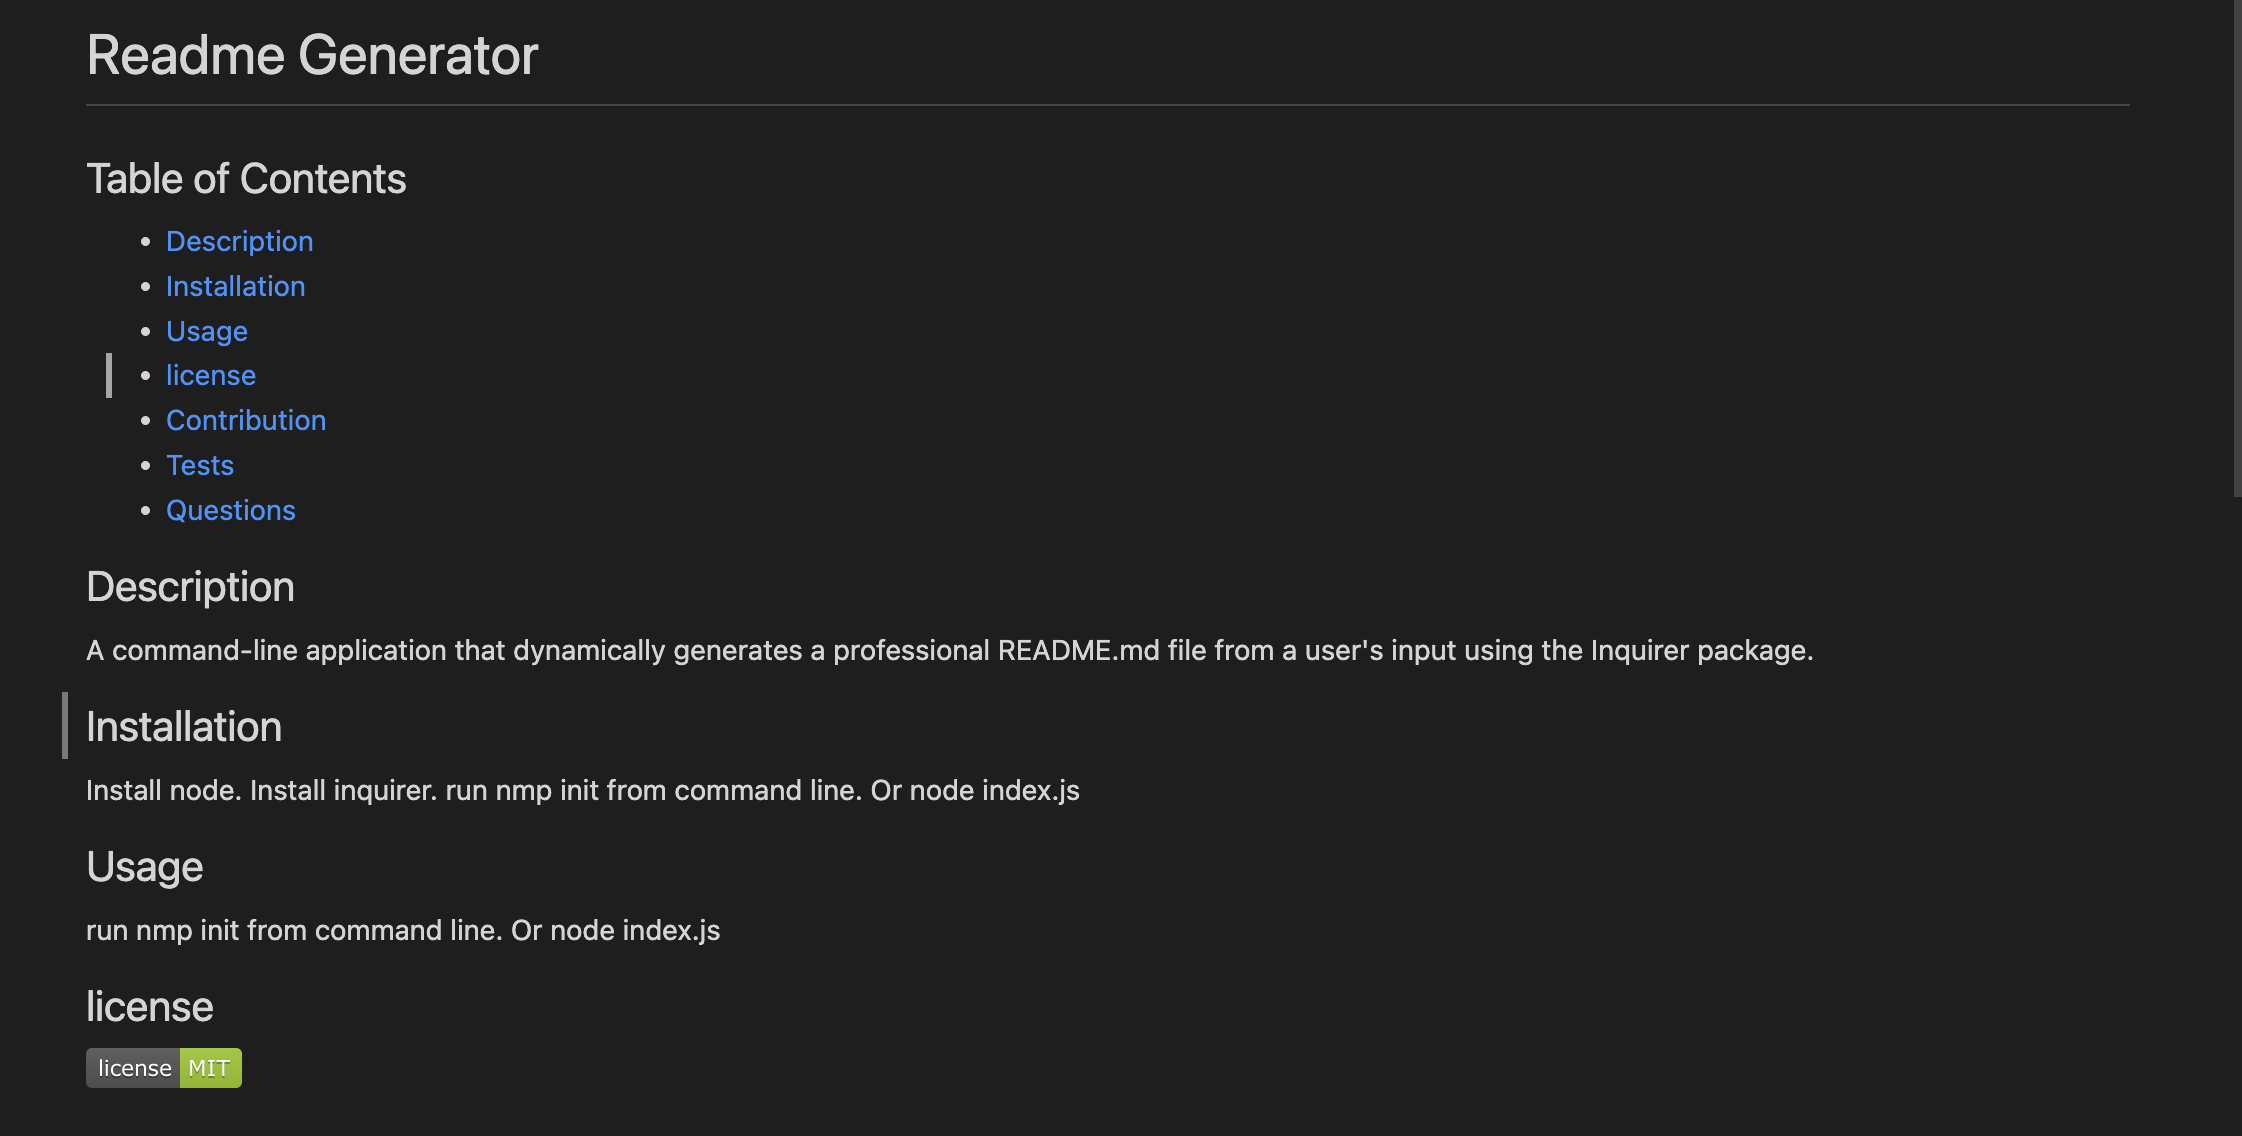 Readme Generator
Table of Contents
Description
Installation
Usage
license
Contribution
Tests
Questions
Description
A command-line application that dynamically generates a professional README.md file from a user's input using the Inquirer package.
Installation
Install node. Install inquirer. run nmp init from command line. Or node index.js
Usage
run nmp init from command line. Or node index.js
license
license MIT